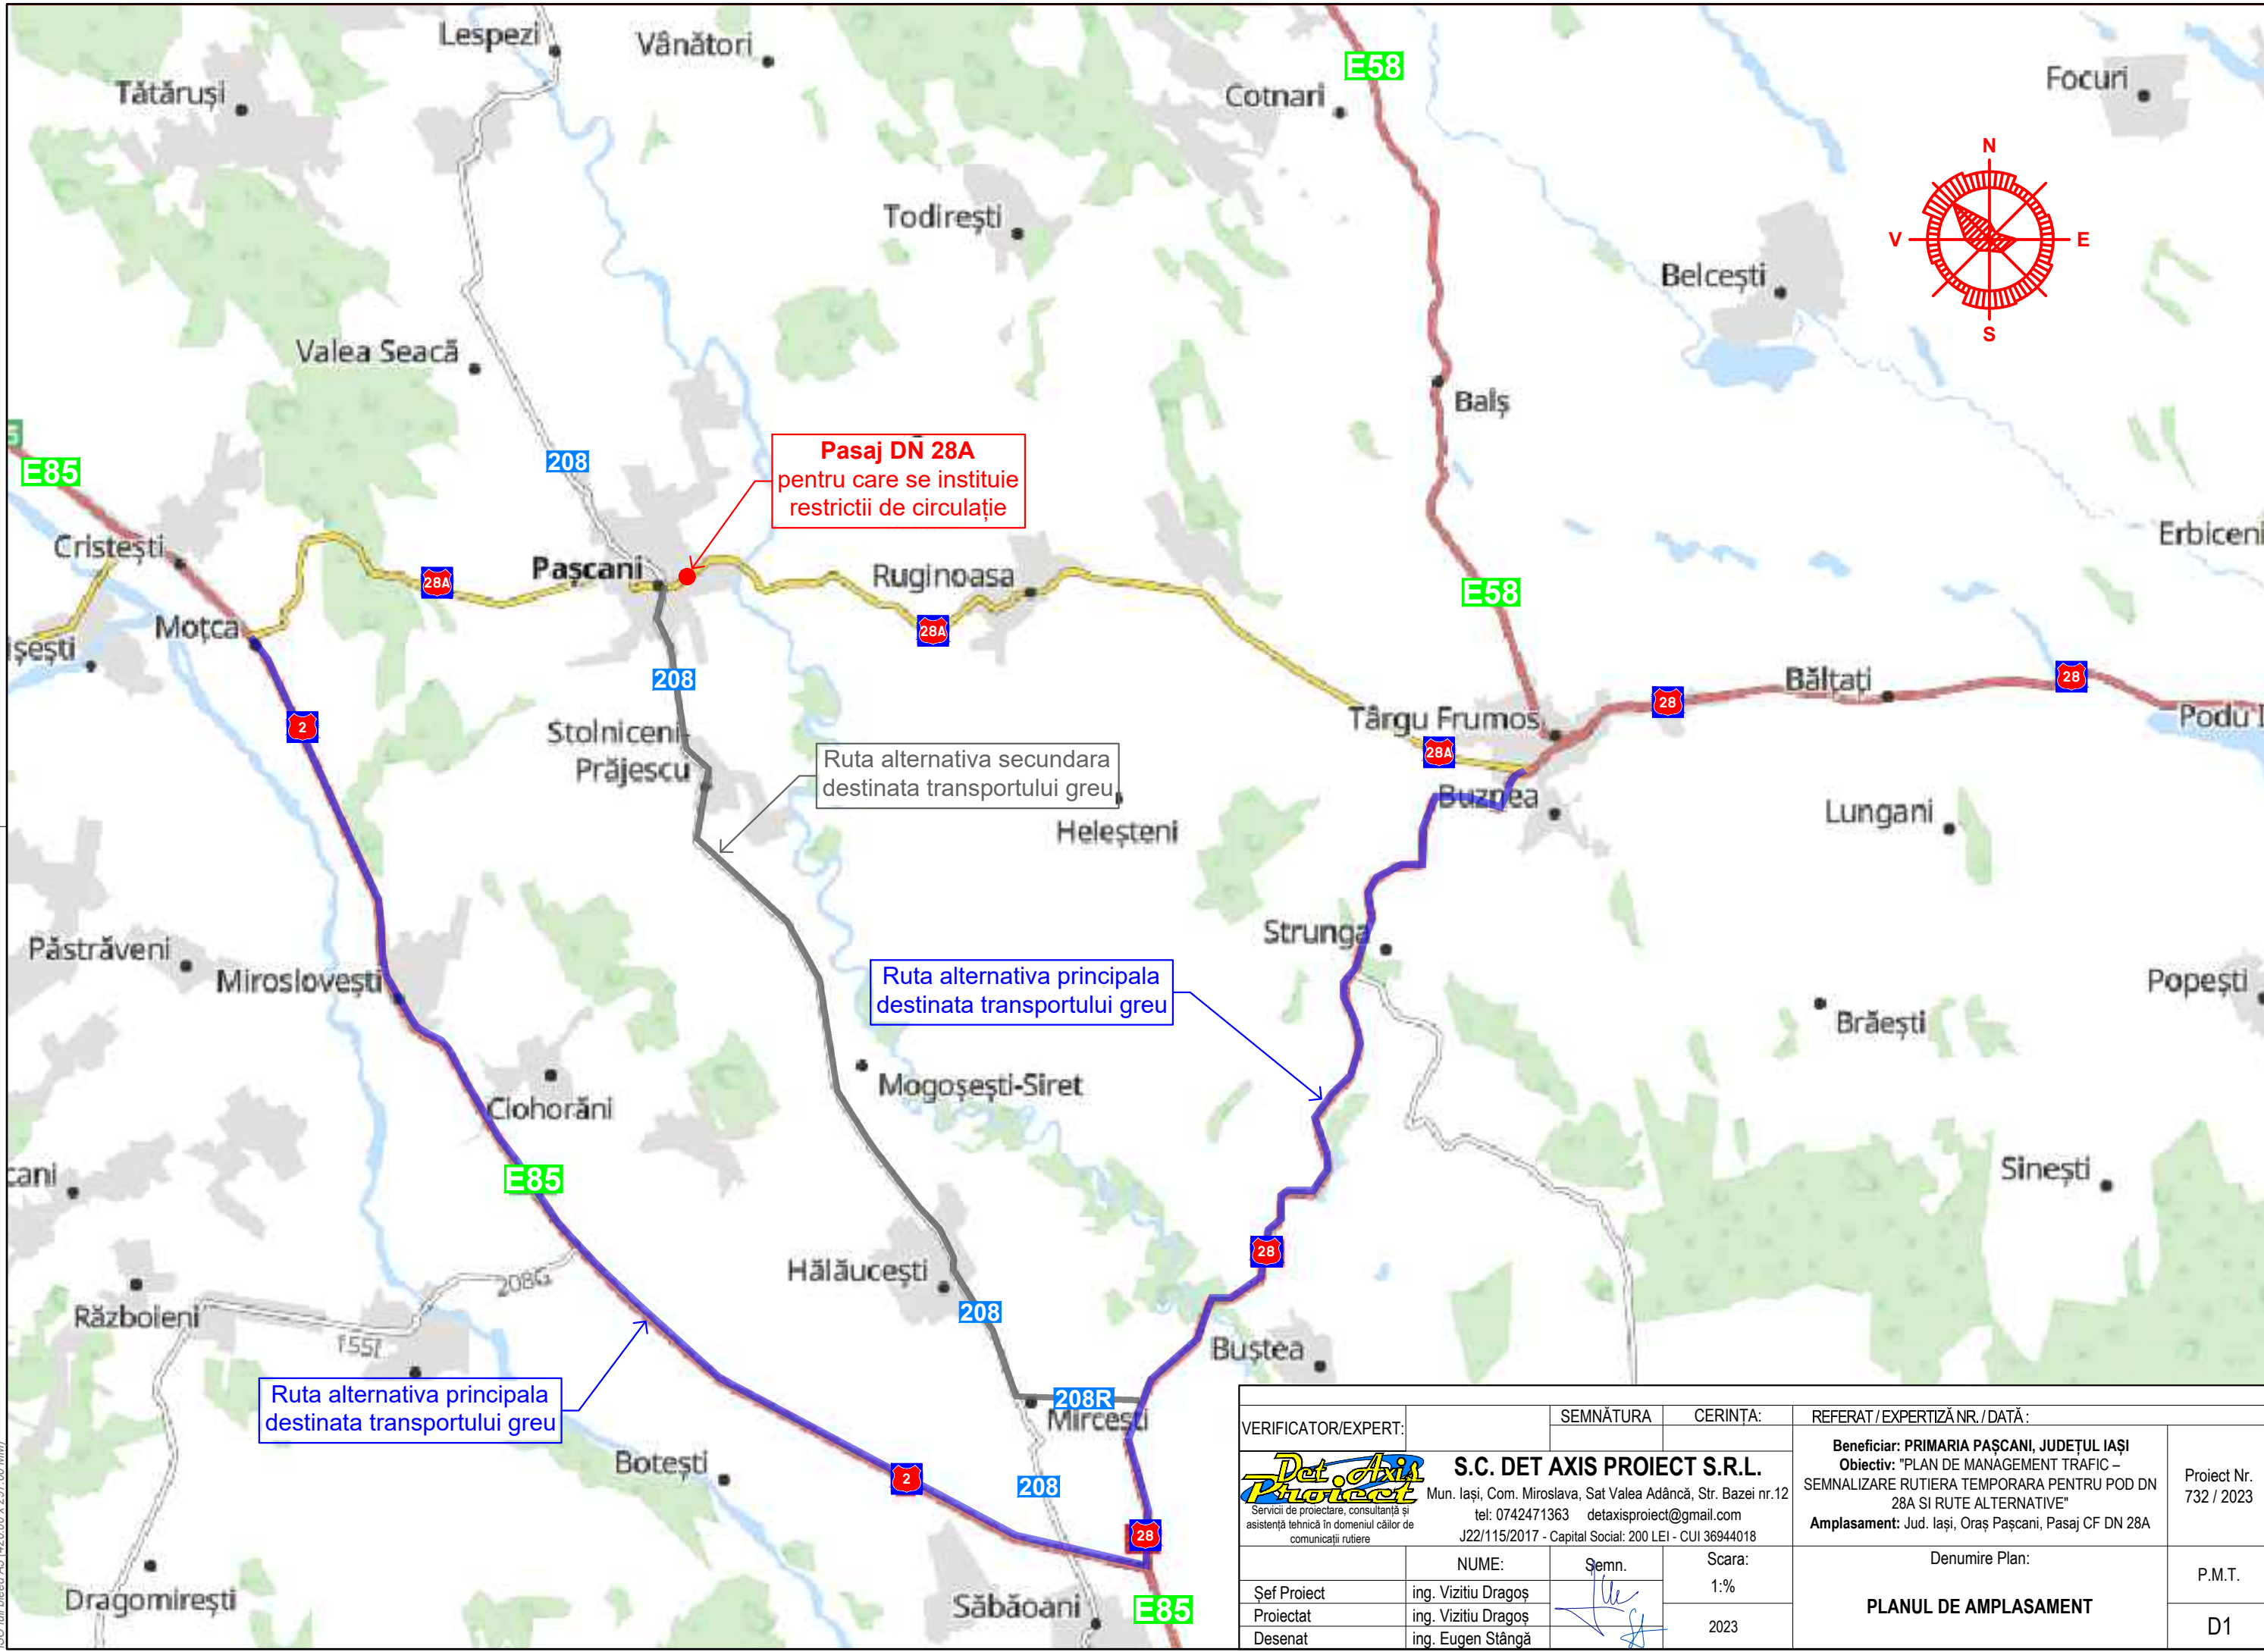 Lespezi
Vânători
E58
Focuri
Tătăruși
Cotnari
N
Todirești
V
E
Belcești
S
Valea Seacă
Balș
208
Pasaj DN 28A
pentru care se instituie
restrictii de circulație
E85
Cristești
Erbiceni
Pașcani
28A
Ruginoasa
E58
Moțca
28A
ișești
208
Bălțați
28
28
2
Stolniceni-
Prăjescu
Târgu Frumos
Podu I
28A
Ruta alternativa secundara
destinata transportului greu
Buznea
Heleșteni
Lungani
Strunga
Păstrăveni
Miroslovești
Ruta alternativa principala
destinata transportului greu
Popești
Brăești
Mogoșești-Siret
Ciohorăni
cani
E85
Sinești
28
Hălăucești
208G
Războieni
208
155I
Buștea
Ruta alternativa principala
destinata transportului greu
208R
Mircești
Botești
2
208
28
Dragomirești
Săbăoani
E85
VERIFICATOR/EXPERT:
SEMNĂTURA
CERINȚA:
REFERAT / EXPERTIZĂ NR. / DATĂ :
Det Axis
Proiect
Servicii de proiectare, consultanță și
asistență tehnică în domeniul căilor de
comunicații rutiere
S.C. DET AXIS PROIECT S.R.L.
Mun. Iași, Com. Miroslava, Sat Valea Adâncă, Str. Bazei nr.12
tel: 0742471363 detaxisproiect@gmail.com
J22/115/2017 - Capital Social: 200 LEI - CUI 36944018
Beneficiar: PRIMARIA PAȘCANI, JUDEȚUL IAȘI
Obiectiv: "PLAN DE MANAGEMENT TRAFIC –
SEMNALIZARE RUTIERA TEMPORARA PENTRU POD DN
28A SI RUTE ALTERNATIVE"
Amplasament: Jud. Iași, Oraș Pașcani, Pasaj CF DN 28A
Proiect Nr.
732 / 2023
NUME:
Semn.
Scara:
1:%
Denumire Plan:
P.M.T.
Șef Proiect
ing. Vizitiu Dragoș
Proiectat
ing. Vizitiu Dragoș
2023
PLANUL DE AMPLASAMENT
D1
Desenat
ing. Eugen Stângă